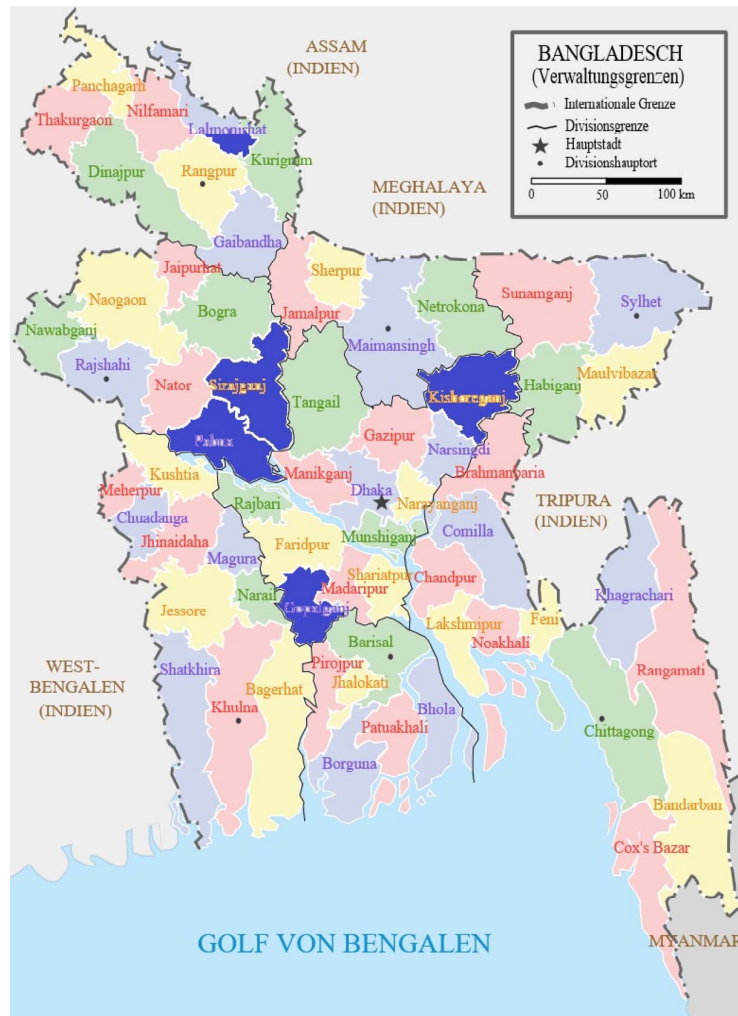 ASSAM
(INDIEN)
BANGLADESCH
(Verwaltungsgrenzen)
Internationale Grenze
Divisionsgrenze
Hauptstadt
Divisionshauptort
0 50 100 km
Panchagarh
Thakurgaon
Nilfamari
Lalmonirhat
Dinajpur
Rangpur
Kurigram
MEGHALAYA
(INDIEN)
Gaibandha
Jaipurhat
Sherpur
Naogaon
Bogra
Jamalpur
Netrokona
Sunamganj
Sylhet
Nawabganj
Maimansingh
Rajshahi
Nator
Sirajganj
Tangail
Kishoreganj
Habiganj
Maulvibazar
Pabna
Gazipur
Narsingdi
Kushtia
Manikganj
Brahmanbaria
Meherpur
Dhaka
Rajbari
Narayanganj
TRIPURA
(INDIEN)
Chuadanga
Jhinaidaha
Magura
Faridpur
Munshiganj
Comilla
Shariatpur
Chandpur
Khagrachari
Jessore
Narail
Gopalganj
Madaripur
Lakshmipur
Feni
Noakhali
Barisal
WEST-
BENGALEN
(INDIEN)
Shatkhira
Pirojpur
Rangamati
Bagerhat
Jhalokati
Khulna
Bhola
Patuakhali
Chittagong
Borguna
Bandarban
Cox's Bazar
GOLF VON BENGALEN
MYANMAR